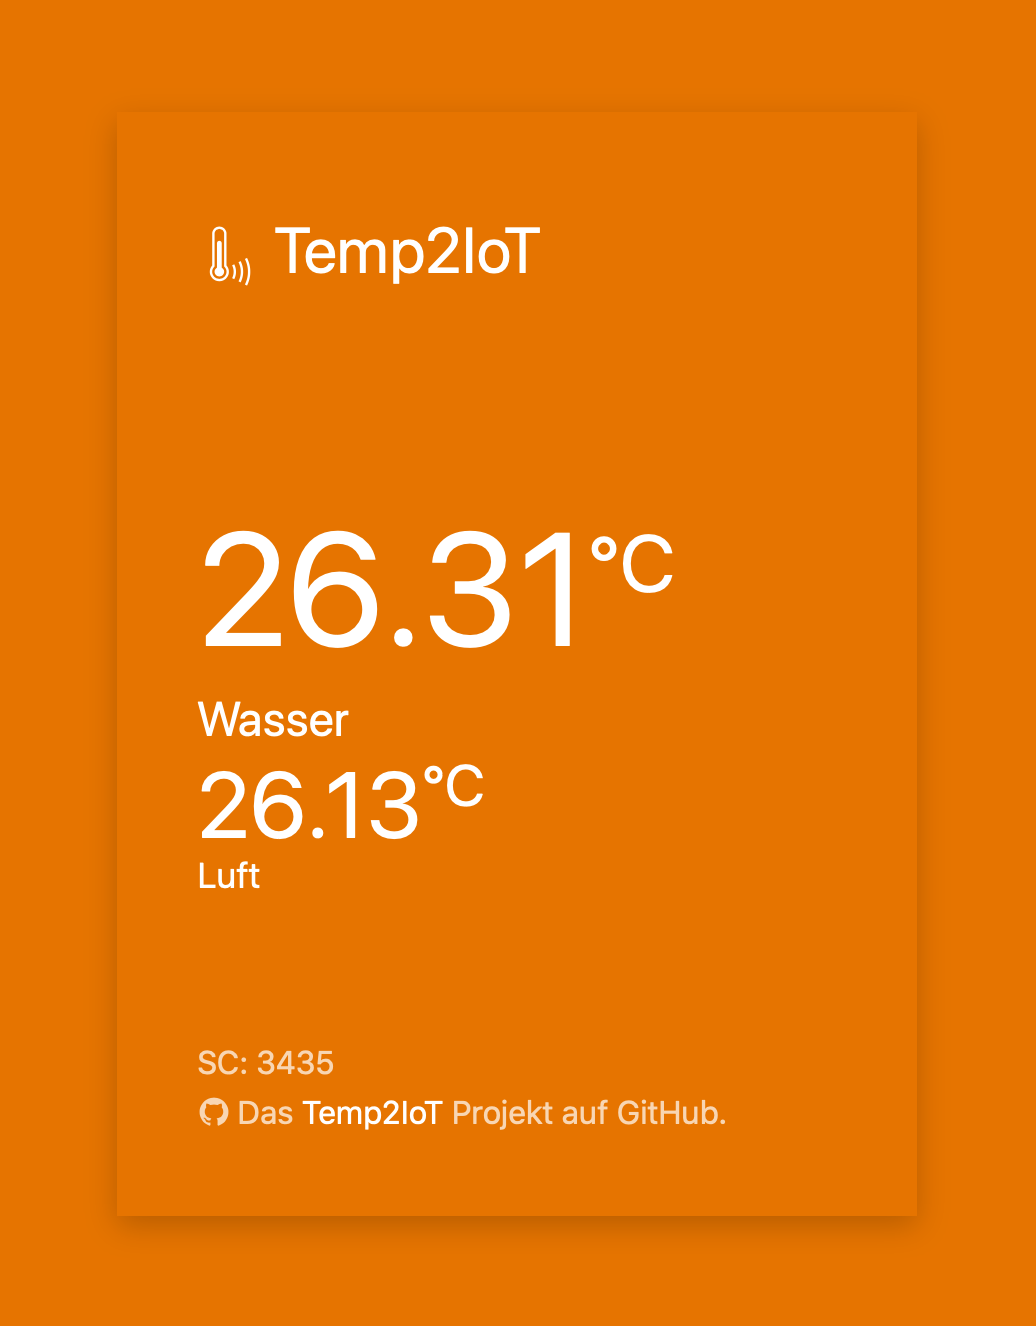 Temp2IoT
26.31°C
Wasser
26.13°C
Luft
SC: 3435
Das Temp2IoT Projekt auf GitHub.